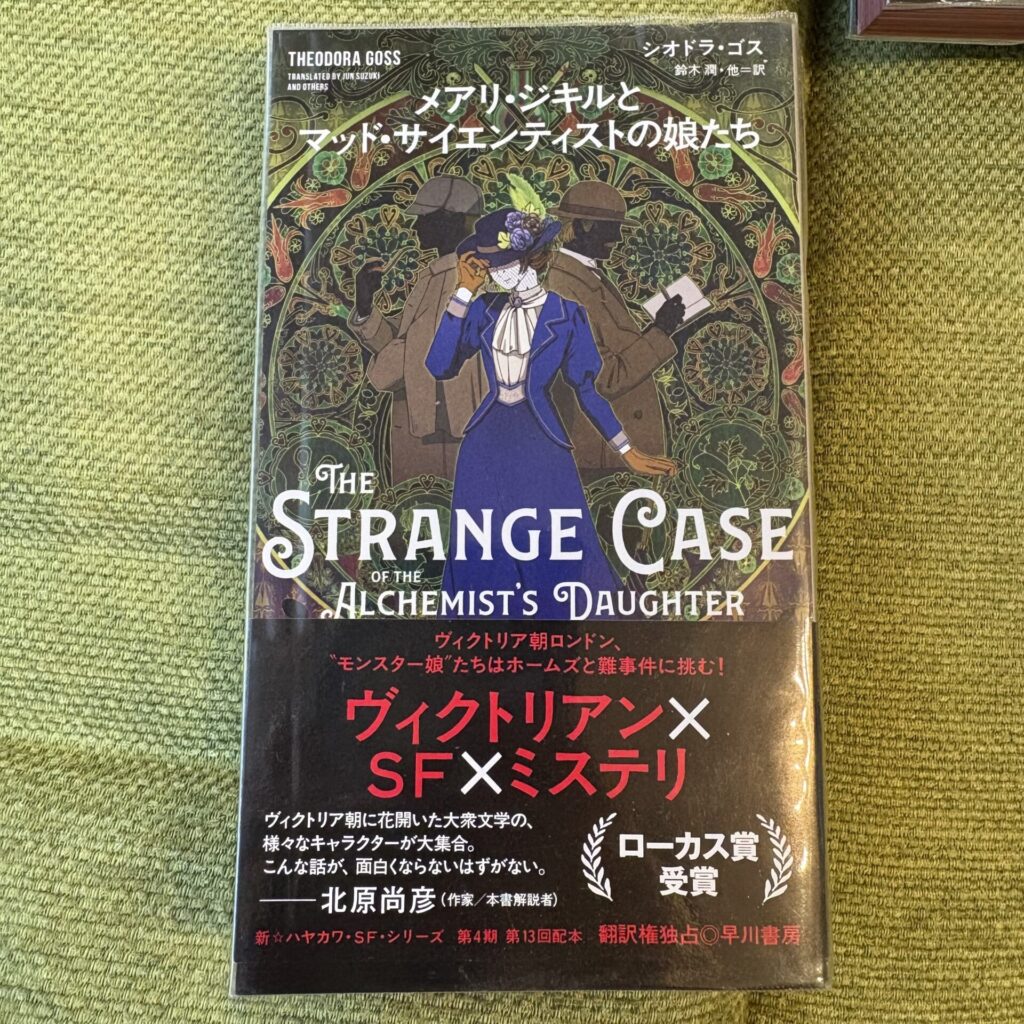 THEODORA GOSS
TRANSLATED BY JUN SUZUKI
AND OTHERS
シオドラ・ゴス
鈴木 潤・他＝訳
メアリ・ジキルと
マッド・サイエンティストの娘たち
THE
STRANGE CASE
OF THE
ALCHEMIST'S DAUGHTER
ヴィクトリア朝ロンドン、
“モンスター娘”たちはホームズと難事件に挑む！
ヴィクトリアン×
SF×ミステリ
ヴィクトリア朝に花開いた大衆文学の、
様々なキャラクターが大集合。
こんな話が、面白くならないはずがない。
――北原尚彦（作家／本書解説者）
ローカス賞
受賞
新☆ハヤカワ・SF・シリーズ 第4期 第13回配本 翻訳権独占◎早川書房